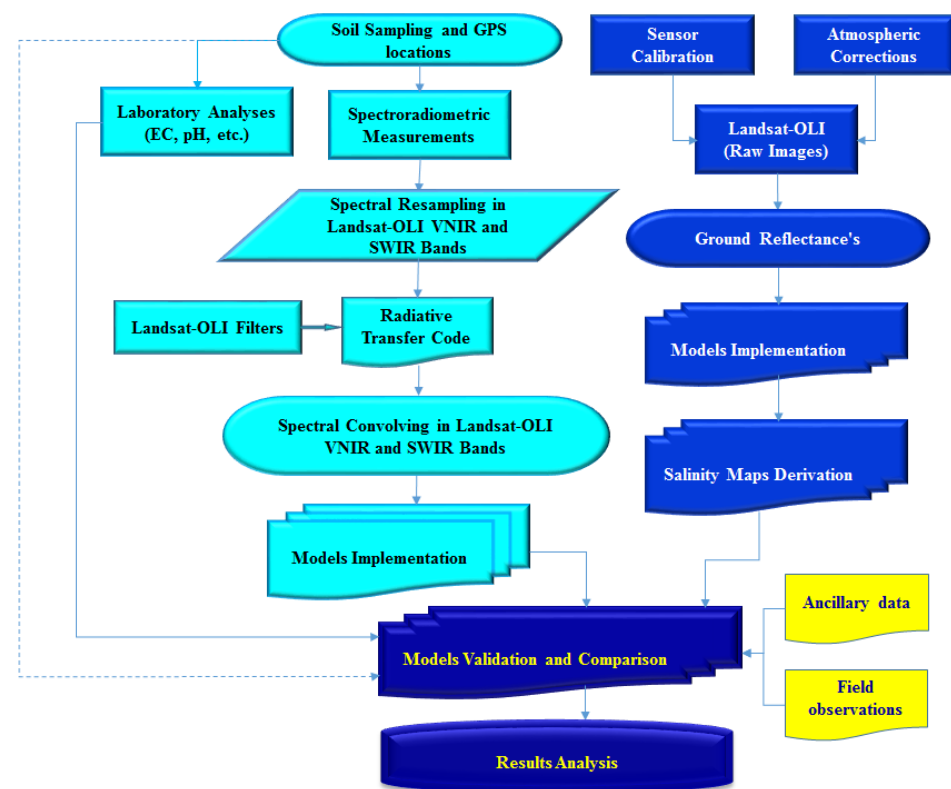 Soil Sampling and GPS
locations
Sensor
Calibration
Atmospheric
Corrections
Laboratory Analyses
(EC, pH, etc.)
Spectroradiometric
Measurements
Landsat-OLI
(Raw Images)
Spectral Resampling in
Landsat-OLI VNIR and
SWIR Bands
Ground Reflectance's
Landsat-OLI Filters
Radiative
Transfer Code
Models Implementation
Spectral Convolving in Landsat-OLI
VNIR and SWIR Bands
Salinity Maps Derivation
Models Implementation
Ancillary data
Models Validation and Comparison
Field
observations
Results Analysis